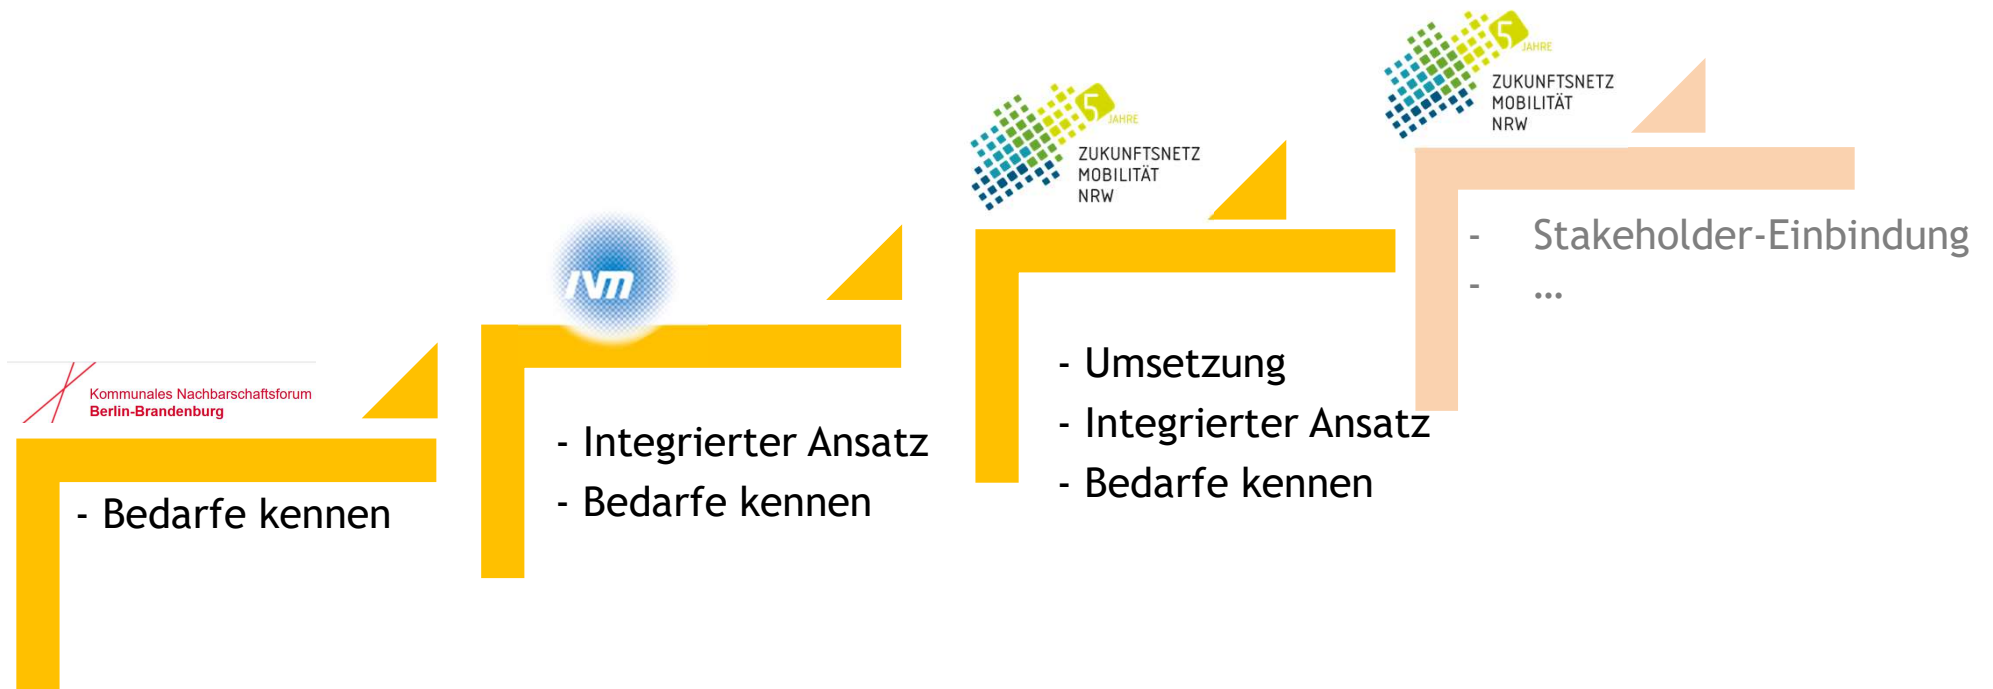 Kommunales Nachbarschaftsforum
Berlin-Brandenburg
- Bedarfe kennen
ivm
- Integrierter Ansatz
- Bedarfe kennen
5
JAHRE
ZUKUNFTSNETZ
MOBILITÄT
NRW
- Umsetzung
- Integrierter Ansatz
- Bedarfe kennen
5
JAHRE
ZUKUNFTSNETZ
MOBILITÄT
NRW
- Stakeholder-Einbindung
- …